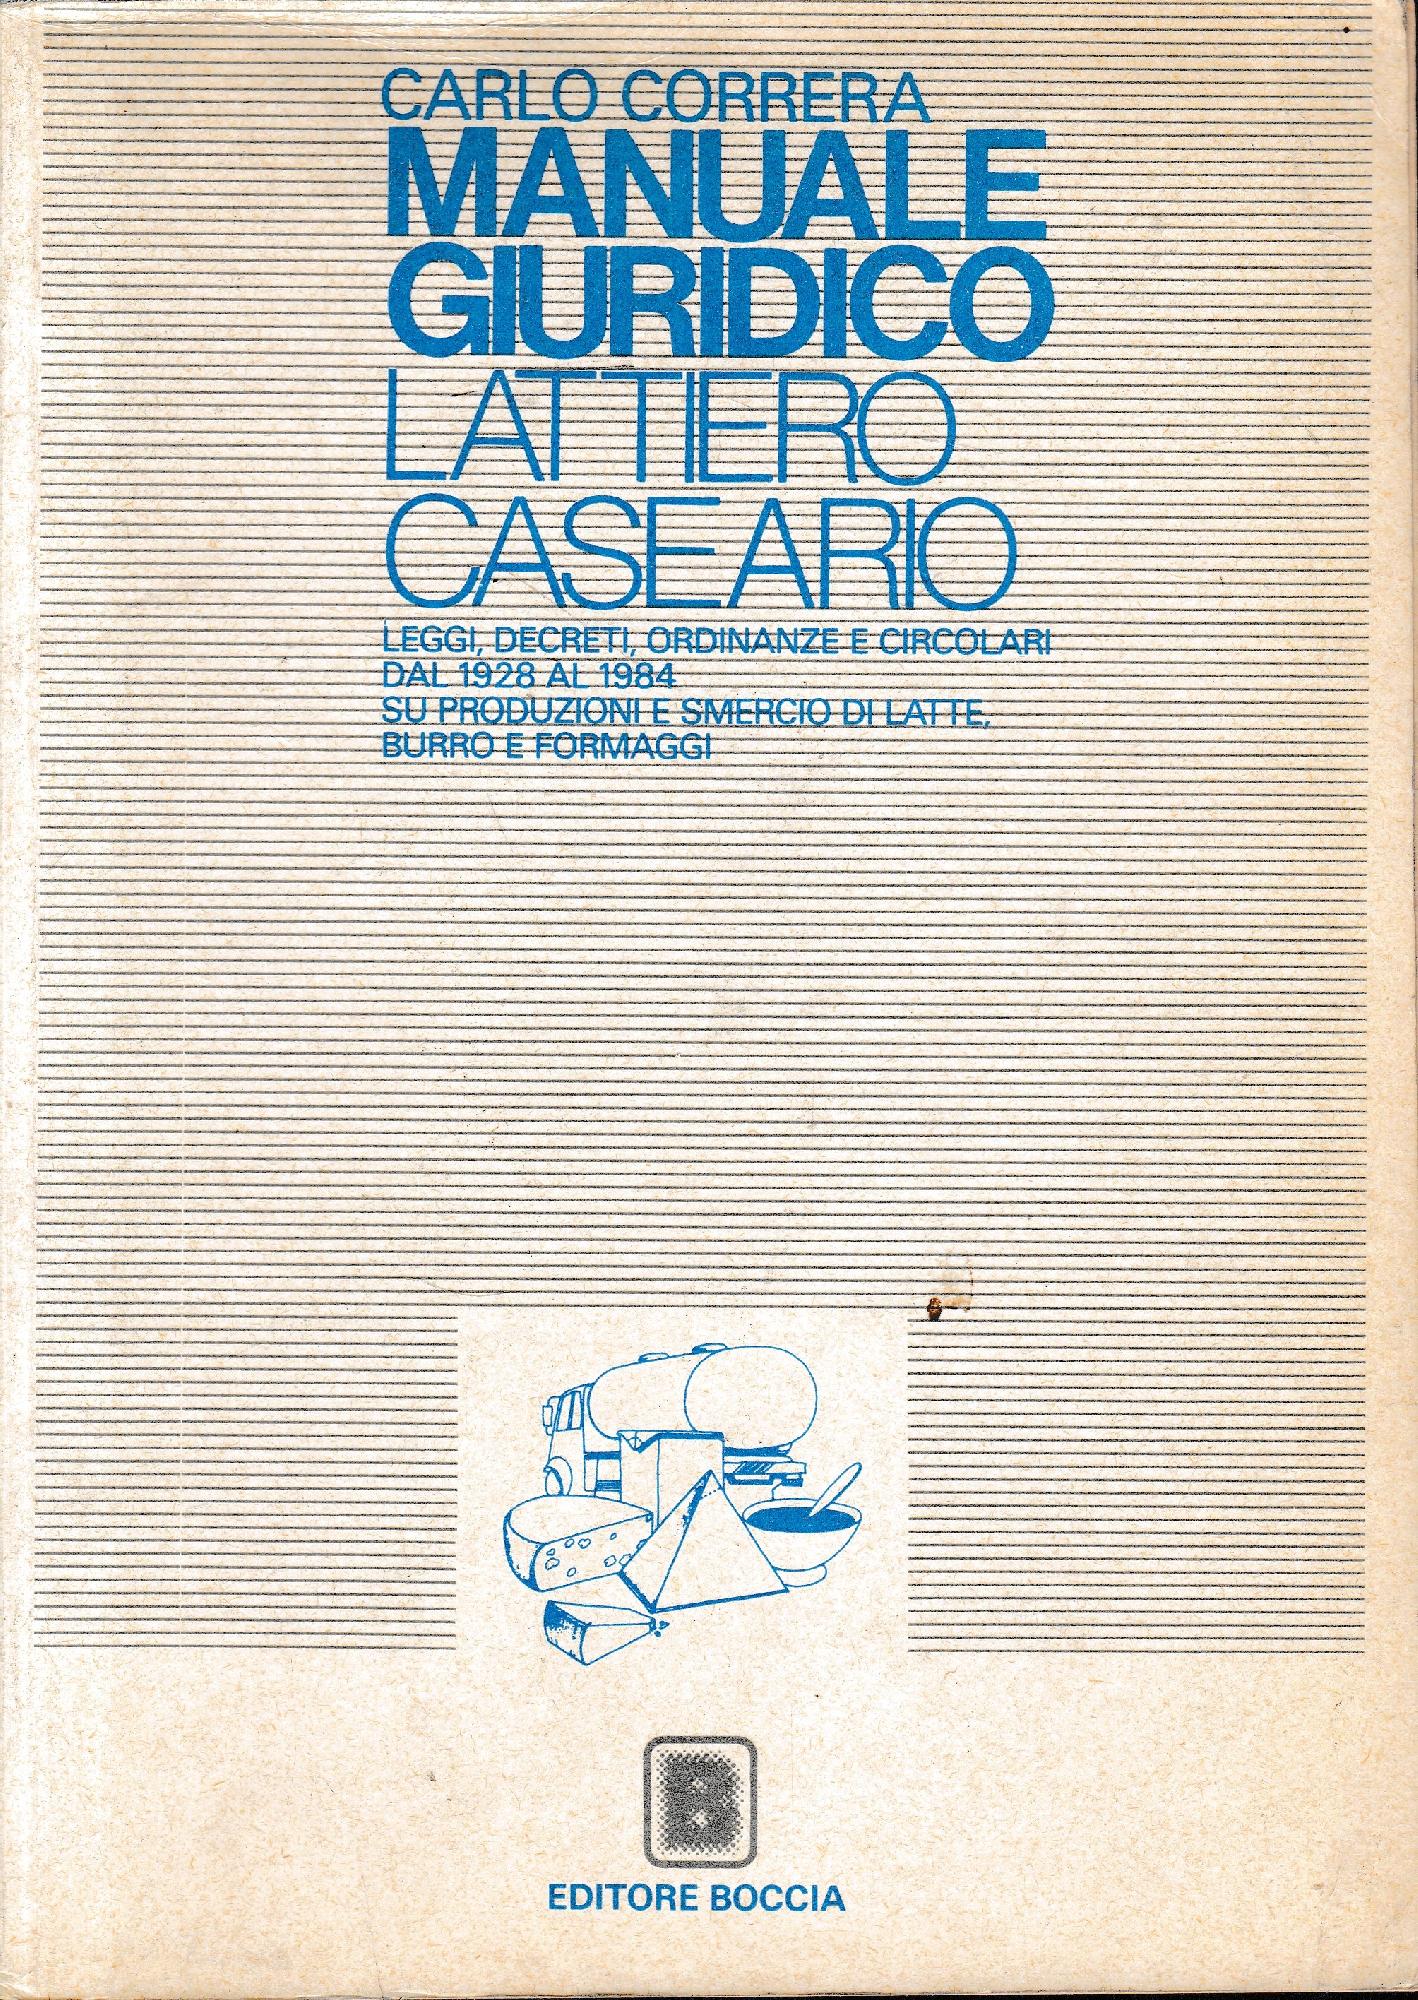 CARLO CORRERA
MANUALE
GIURIDICO
LATTIERO
CASEARIO
LEGGI, DECRETI, ORDINANZE E CIRCOLARI
DAL 1928 AL 1984
SU PRODUZIONI E SMERCIO DI LATTE,
BURRO E FORMAGGI
B
EDITORE BOCCIA